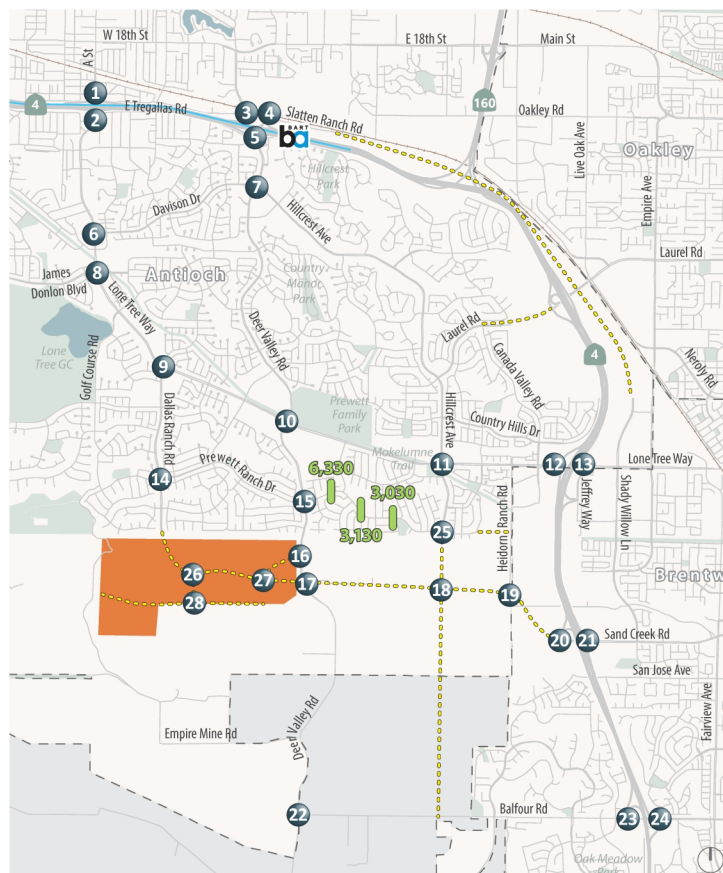 W 18th St
E 18th St
Main St
A St
1
160
4
E Tregallas Rd
3
4
Slatten Ranch Rd
Oakley Rd
2
5
BART
ba
Live Oak Ave
Oakley
Hillcrest
Park
7
Empire Ave
Davison Dr
Hillcrest Ave
6
Laurel Rd
8
James
Donlon Blvd
Antioch
Country
Manor
Park
Lone Tree Way
Deer Valley Rd
Laurel Rd
Lone
Tree GC
Golf Course Rd
Canada Valley Rd
4
Neroly Rd
9
Dallas Ranch Rd
Prewett
Family
Park
Hillcrest Ave
10
Country Hills Dr
Mokelumne
Trail
11
12
13
Lone Tree Way
Prewett Ranch Dr
6,330
14
15
3,030
3,130
Heidorn Ranch Rd
Jeffrey Way
Shady Willow Ln
25
16
26
27
17
18
19
Brentw
28
20
21
Sand Creek Rd
San Jose Ave
Fairview Ave
Deer Valley Rd
Empire Mine Rd
22
Balfour Rd
23
24
Oak Meadow
Park